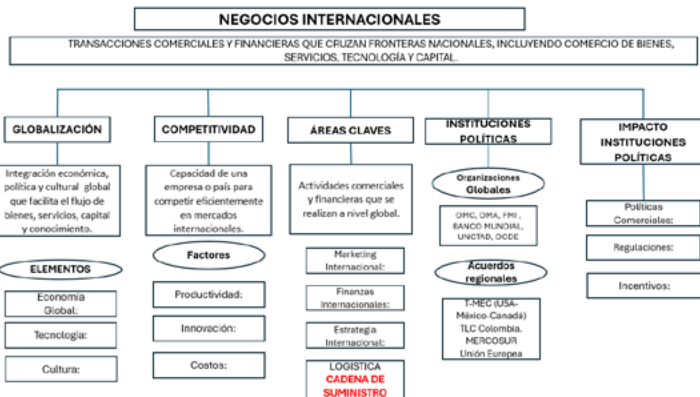 NEGOCIOS INTERNACIONALES
TRANSACCIONES COMERCIALES Y FINANCIERAS QUE CRUZAN FRONTERAS NACIONALES, INCLUYENDO COMERCIO DE BIENES,
SERVICIOS, TECNOLOGÍA Y CAPITAL.
GLOBALIZACIÓN
Integración económica,
política y cultural global
que facilita el flujo de
bienes, servicios, capital
y conocimiento.
ELEMENTOS
Economía
Global:
Tecnología:
Cultura:
COMPETITIVIDAD
Capacidad de una
empresa o país para
competir eficientemente
en mercados
internacionales.
Factores
Productividad:
Innovación:
Costos:
ÁREAS CLAVES
Actividades comerciales
y financieras que se
realizan a nivel global.
Marketing
Internacional:
Finanzas
Internacionales:
Estrategia
Internacional:
LOGISTICA
CADENA DE
SUMINISTRO
INSTITUCIONES
POLÍTICAS
Organizaciones
Globales
OMC, OMA, FMI,
BANCO MUNDIAL,
UNCTAD, OCDE
Acuerdos
regionales
T-MEC (USA-
México-Canadá)
TLC Colombia.
MERCOSUR
Unión Europea
IMPACTO
INSTITUCIONES
POLÍTICAS
Políticas
Comerciales:
Regulaciones:
Incentivos: